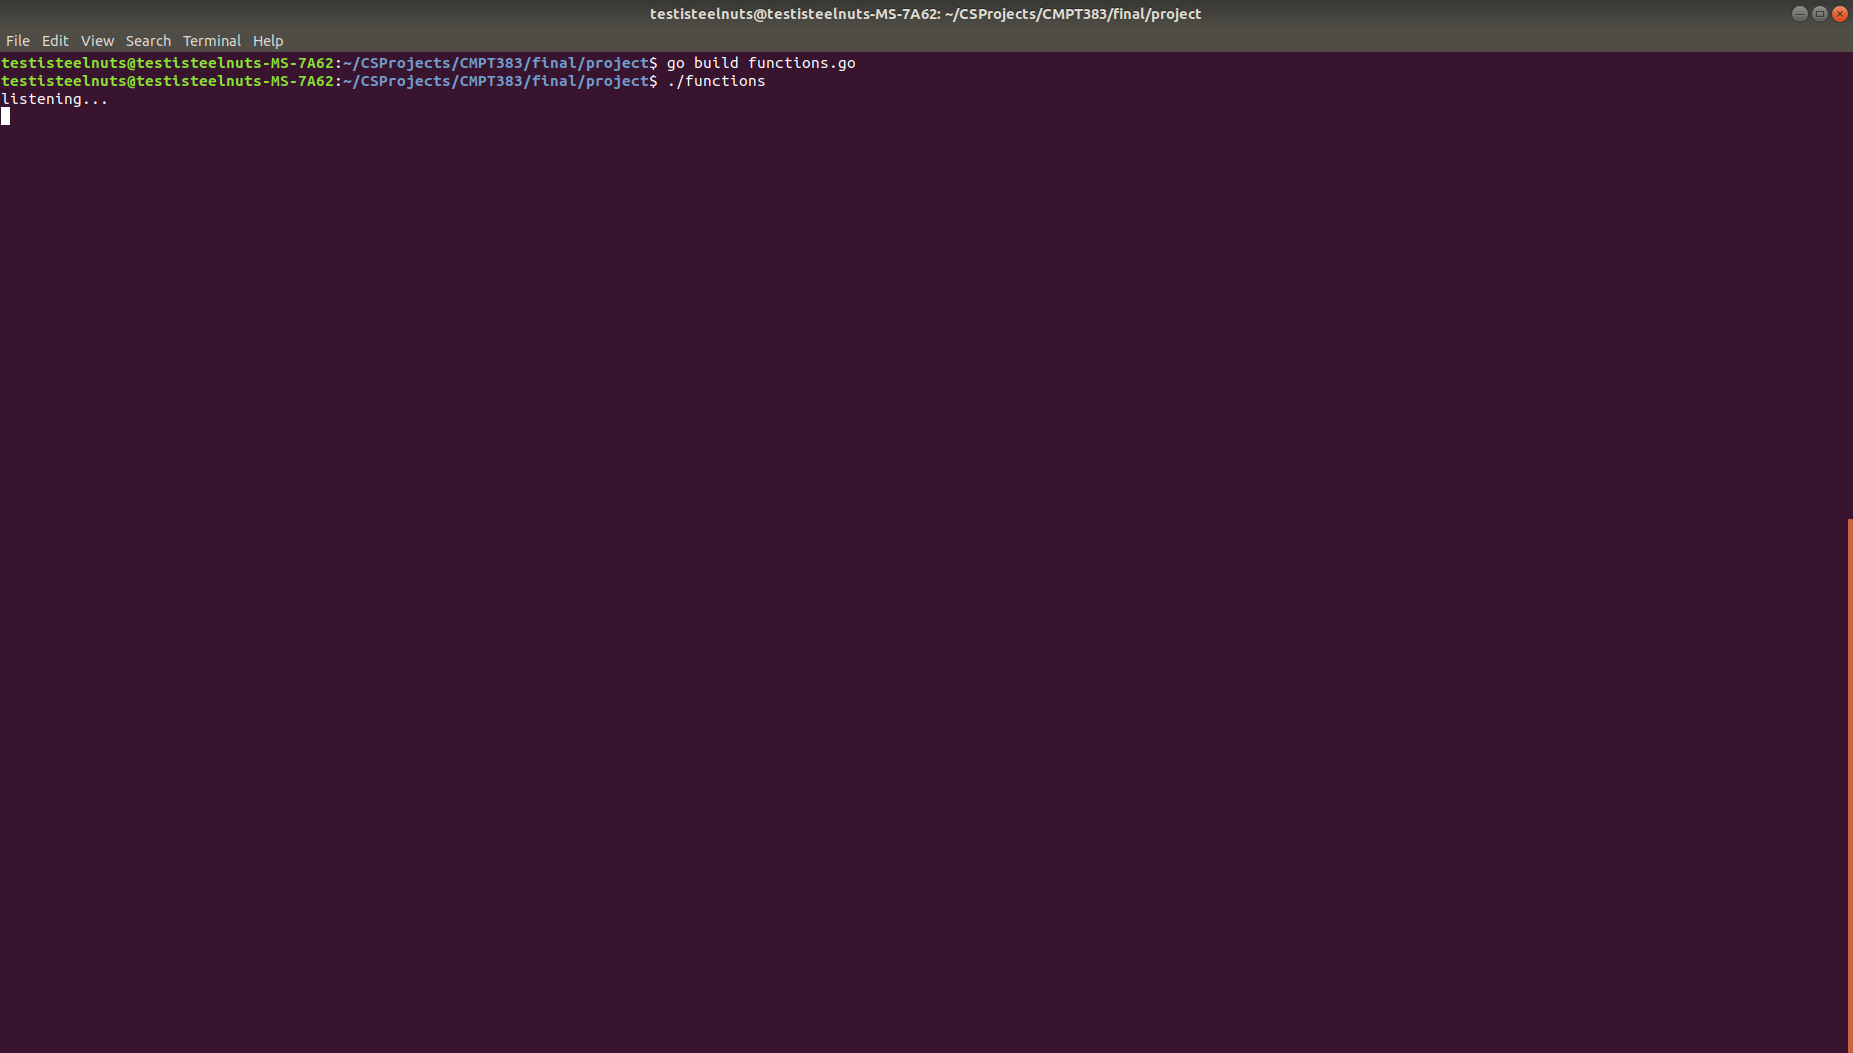 testisteelnuts@testisteelnuts-MS-7A62: ~/CSProjects/CMPT383/final/project
File Edit View Search Terminal Help
testisteelnuts@testisteelnuts-MS-7A62:~/CSProjects/CMPT383/final/project$ go build functions.go
testisteelnuts@testisteelnuts-MS-7A62:~/CSProjects/CMPT383/final/project$ ./functions
listening...